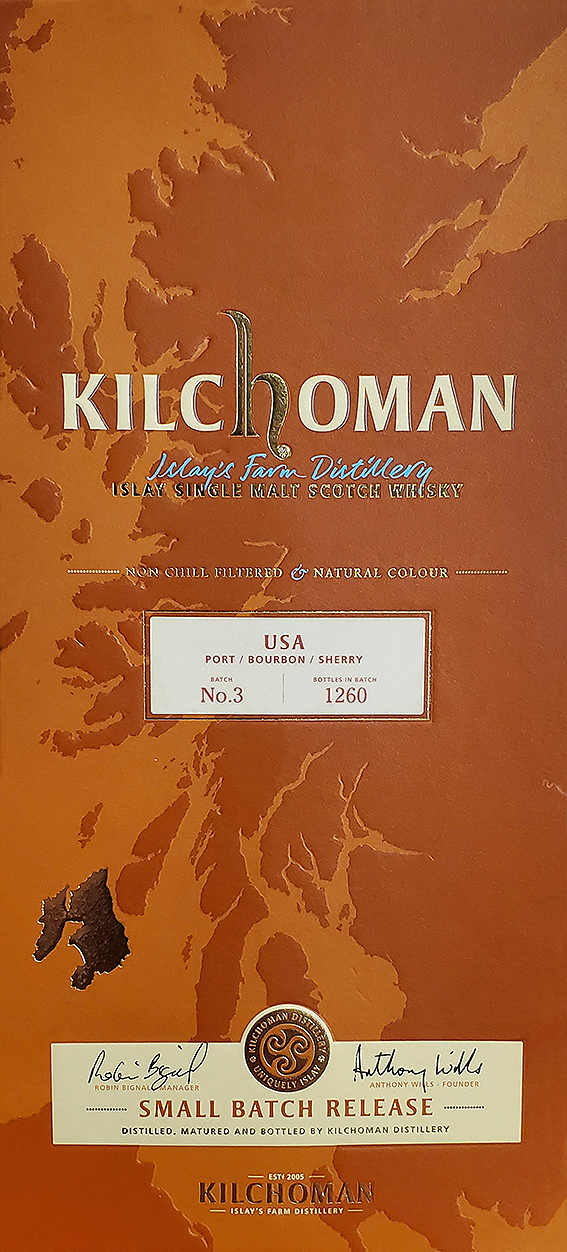 KILCHOMAN
Islay's Farm Distillery
ISLAY SINGLE MALT SCOTCH WHISKY
NON CHILL FILTERED & NATURAL COLOUR
USA
PORT / BOURBON / SHERRY
BATCH
No.3
BOTTLES IN BATCH
1260
KILCHOMAN DISTILLERY
UNIQUELY ISLAY
Robin Bignal
ROBIN BIGNAL - MANAGER
Anthony Wills
ANTHONY WILLS - FOUNDER
SMALL BATCH RELEASE
DISTILLED, MATURED AND BOTTLED BY KILCHOMAN DISTILLERY
ESTd 2005
KILCHOMAN
ISLAY'S FARM DISTILLERY